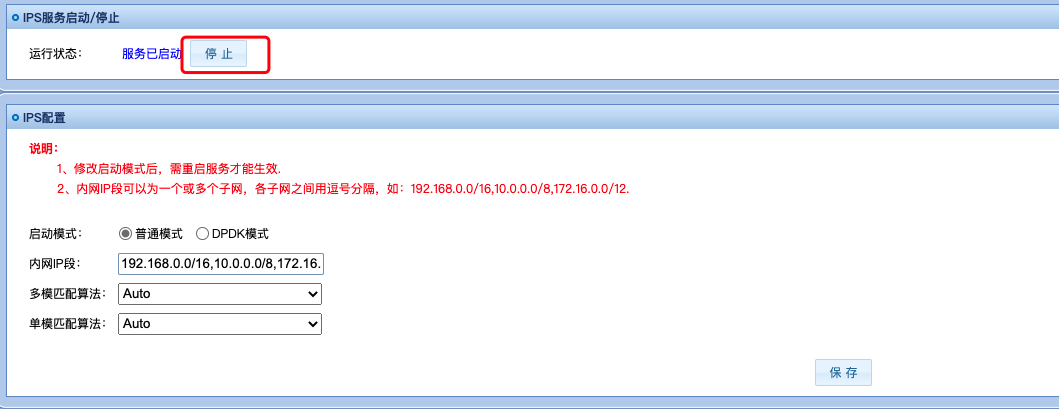 IPS服务启动/停止
运行状态： 服务已启动 停 止
IPS配置
说明：
1、修改启动模式后，需重启服务才能生效.
2、内网IP段可以为一个或多个子网，各子网之间用逗号分隔，如：192.168.0.0/16,10.0.0.0/8,172.16.0.0/12.
启动模式： 普通模式 DPDK模式
内网IP段： 192.168.0.0/16,10.0.0.0/8,172.16.
多模匹配算法： Auto
单模匹配算法： Auto
保 存